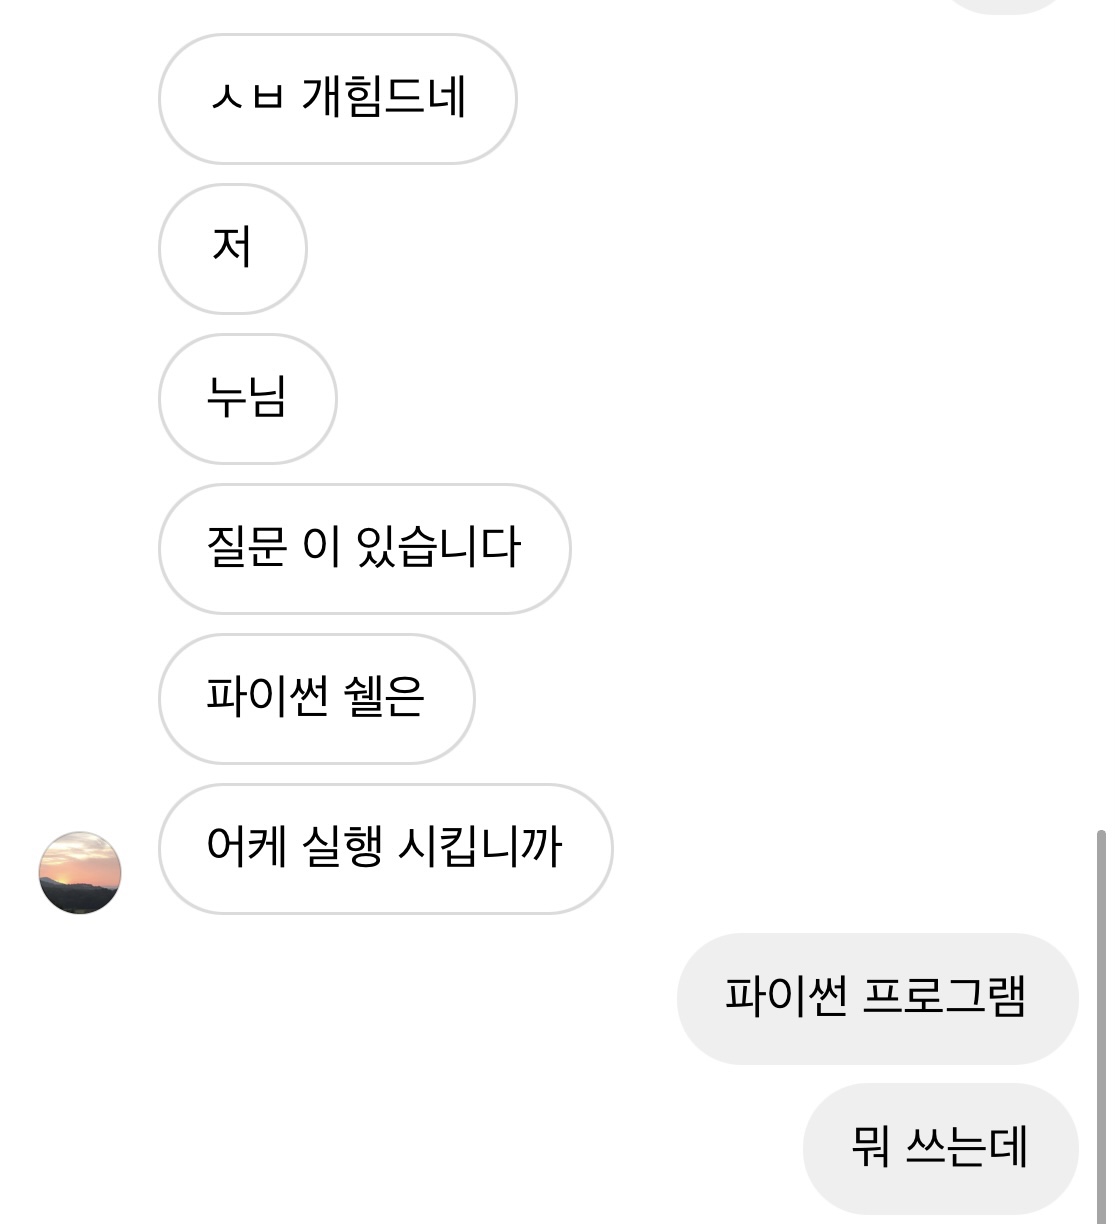 ㅅㅂ 개힘드네
저
누님
질문 이 있습니다
파이썬 쉘은
어케 실행 시킵니까
파이썬 프로그램
뭐 쓰는데